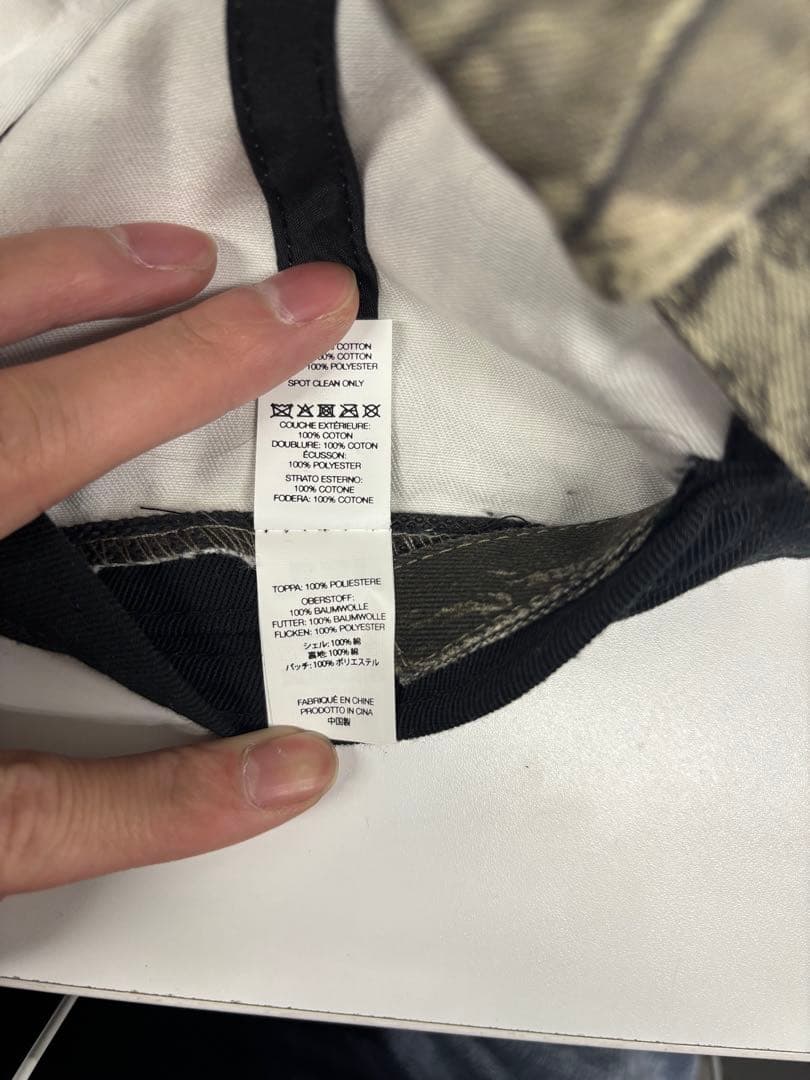 COTTON
COTTON
100% POLYESTER
SPOT CLEAN ONLY
COUCHE EXTÉRIEURE:
100% COTON
DOUBLURE: 100% COTON
ÉCUSSON:
100% POLYESTER
STRATO ESTERNO:
100% COTONE
FODERA: 100% COTONE
TOPPA: 100% POLIESTERE
OBERSTOFF:
100% BAUMWOLLE
FUTTER: 100% BAUMWOLLE
FLICKEN: 100% POLYESTER
シェル: 100% 綿
裏地: 100% 綿
パッチ: 100% ポリエステル
FABRIQUÉ EN CHINE
PRODOTTO IN CINA
中国製